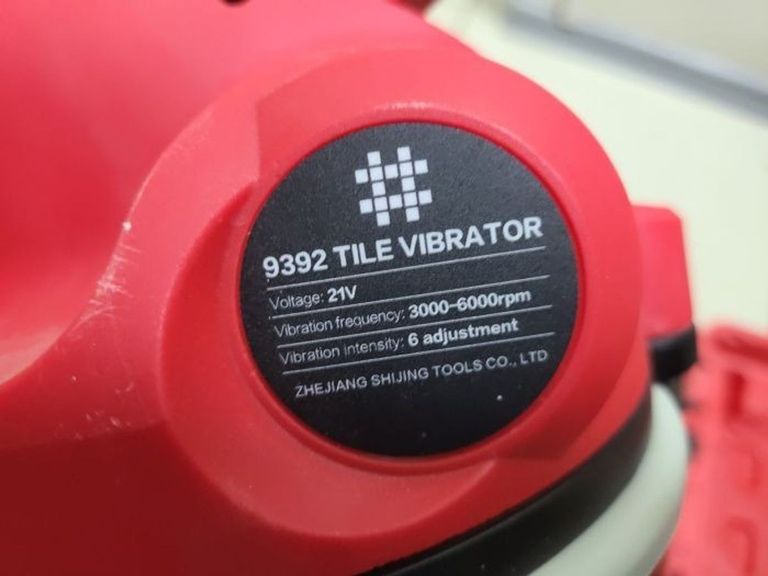 9392 TILE VIBRATOR
Voltage: 21V
Vibration frequency: 3000-6000rpm
Vibration intensity: 6 adjustment
ZHEJIANG SHIJING TOOLS CO., LTD